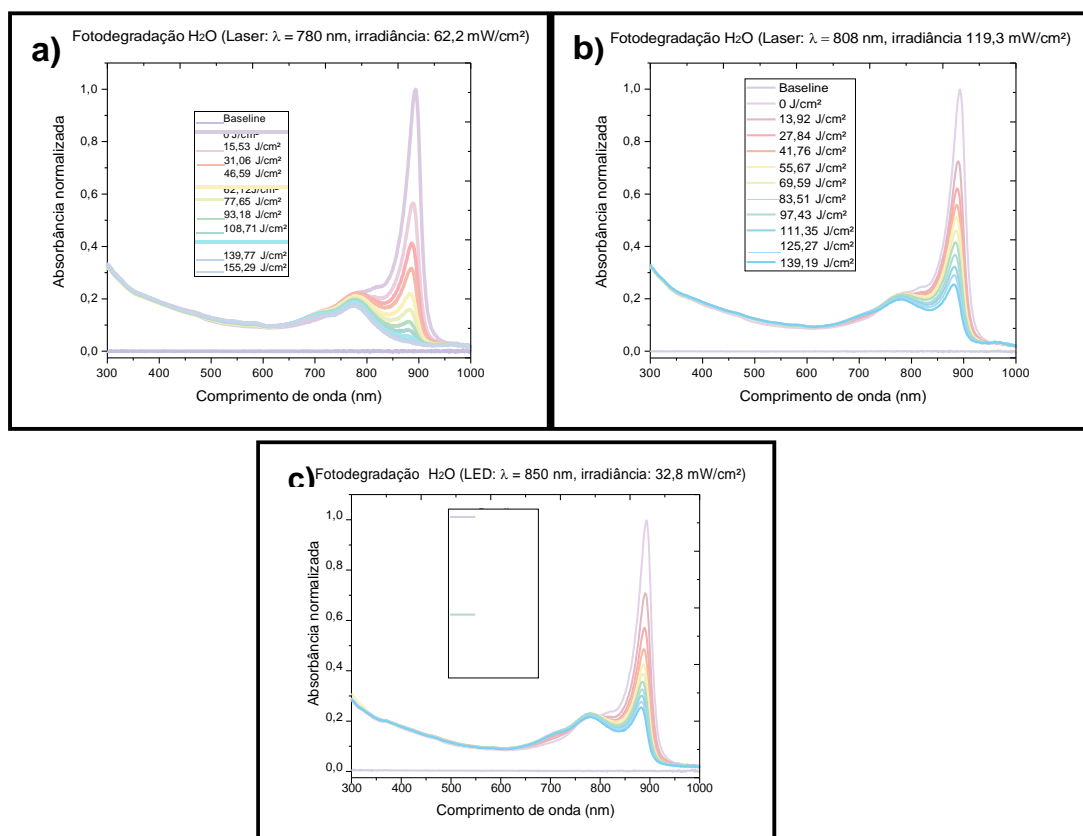 a)
Fotodegradação H2O (Laser: λ = 780 nm, irradiância: 62,2 mW/cm²)
Absorbância normalizada
1,0
0,8
0,6
0,4
0,2
0,0
Baseline
0 J/cm²
15,53 J/cm²
31,06 J/cm²
46,59 J/cm²
62,12J/cm²
77,65 J/cm²
93,18 J/cm²
108,71 J/cm²
139,77 J/cm²
155,29 J/cm²
300 400 500 600 700 800 900 1000
Comprimento de onda (nm)
b)
Fotodegradação H2O (Laser: λ = 808 nm, irradiância 119,3 mW/cm²)
Absorbância normalizada
1,0
0,8
0,6
0,4
0,2
0,0
Baseline
0 J/cm²
13,92 J/cm²
27,84 J/cm²
41,76 J/cm²
55,67 J/cm²
69,59 J/cm²
83,51 J/cm²
97,43 J/cm²
111,35 J/cm²
125,27 J/cm²
139,19 J/cm²
300 400 500 600 700 800 900 1000
Comprimento de onda (nm)
c)
Fotodegradação H2O (LED: λ = 850 nm, irradiância: 32,8 mW/cm²)
Absorbância normalizada
1,0
0,8
0,6
0,4
0,2
0,0
300 400 500 600 700 800 900 1000
Comprimento de onda (nm)